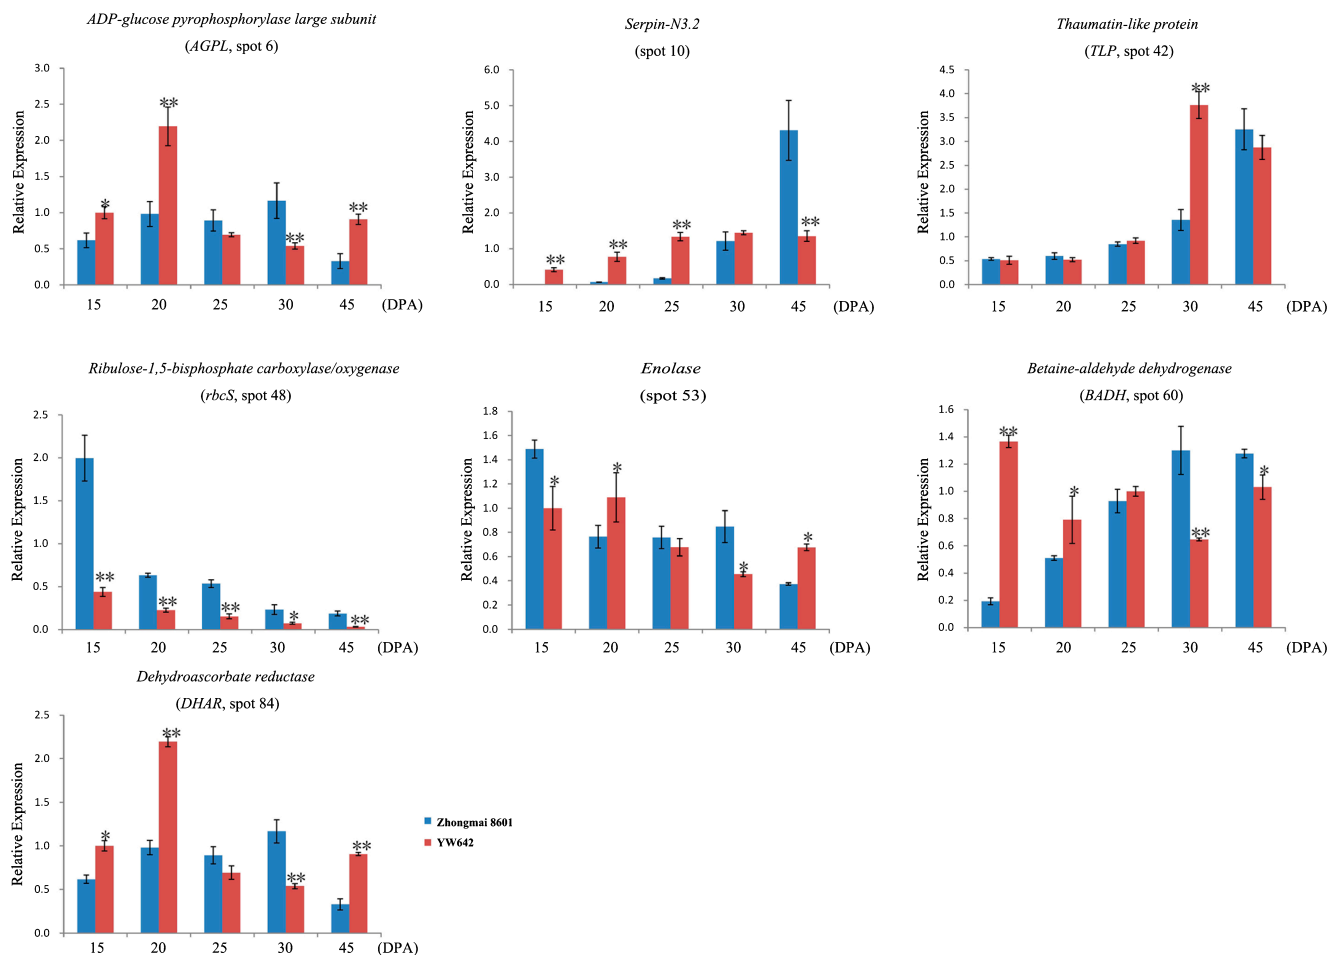 ADP-glucose pyrophosphorylase large subunit
(AGPL, spot 6)
Relative Expression
3.0
2.5
2.0
1.5
1.0
0.5
0.0
* ** ** **
15 20 25 30 45 (DPA)
Serpin-N3.2
(spot 10)
Relative Expression
6.0
5.0
4.0
3.0
2.0
1.0
0.0
** ** ** **
15 20 25 30 45 (DPA)
Thaumatin-like protein
(TLP, spot 42)
Relative Expression
4.5
4.0
3.5
3.0
2.5
2.0
1.5
1.0
0.5
0.0
**
15 20 25 30 45 (DPA)
Ribulose-1,5-bisphosphate carboxylase/oxygenase
(rbcS, spot 48)
Relative Expression
2.5
2.0
1.5
1.0
0.5
0.0
** ** ** * **
15 20 25 30 45 (DPA)
Enolase
(spot 53)
Relative Expression
1.8
1.6
1.4
1.2
1.0
0.8
0.6
0.4
0.2
0.0
* * * *
15 20 25 30 45 (DPA)
Betaine-aldehyde dehydrogenase
(BADH, spot 60)
Relative Expression
1.6
1.4
1.2
1.0
0.8
0.6
0.4
0.2
0.0
** * ** *
15 20 25 30 45 (DPA)
Dehydroascorbate reductase
(DHAR, spot 84)
Relative Expression
2.5
2.0
1.5
1.0
0.5
0.0
* ** ** **
15 20 25 30 45 (DPA)
Zhongmai 8601
YW642